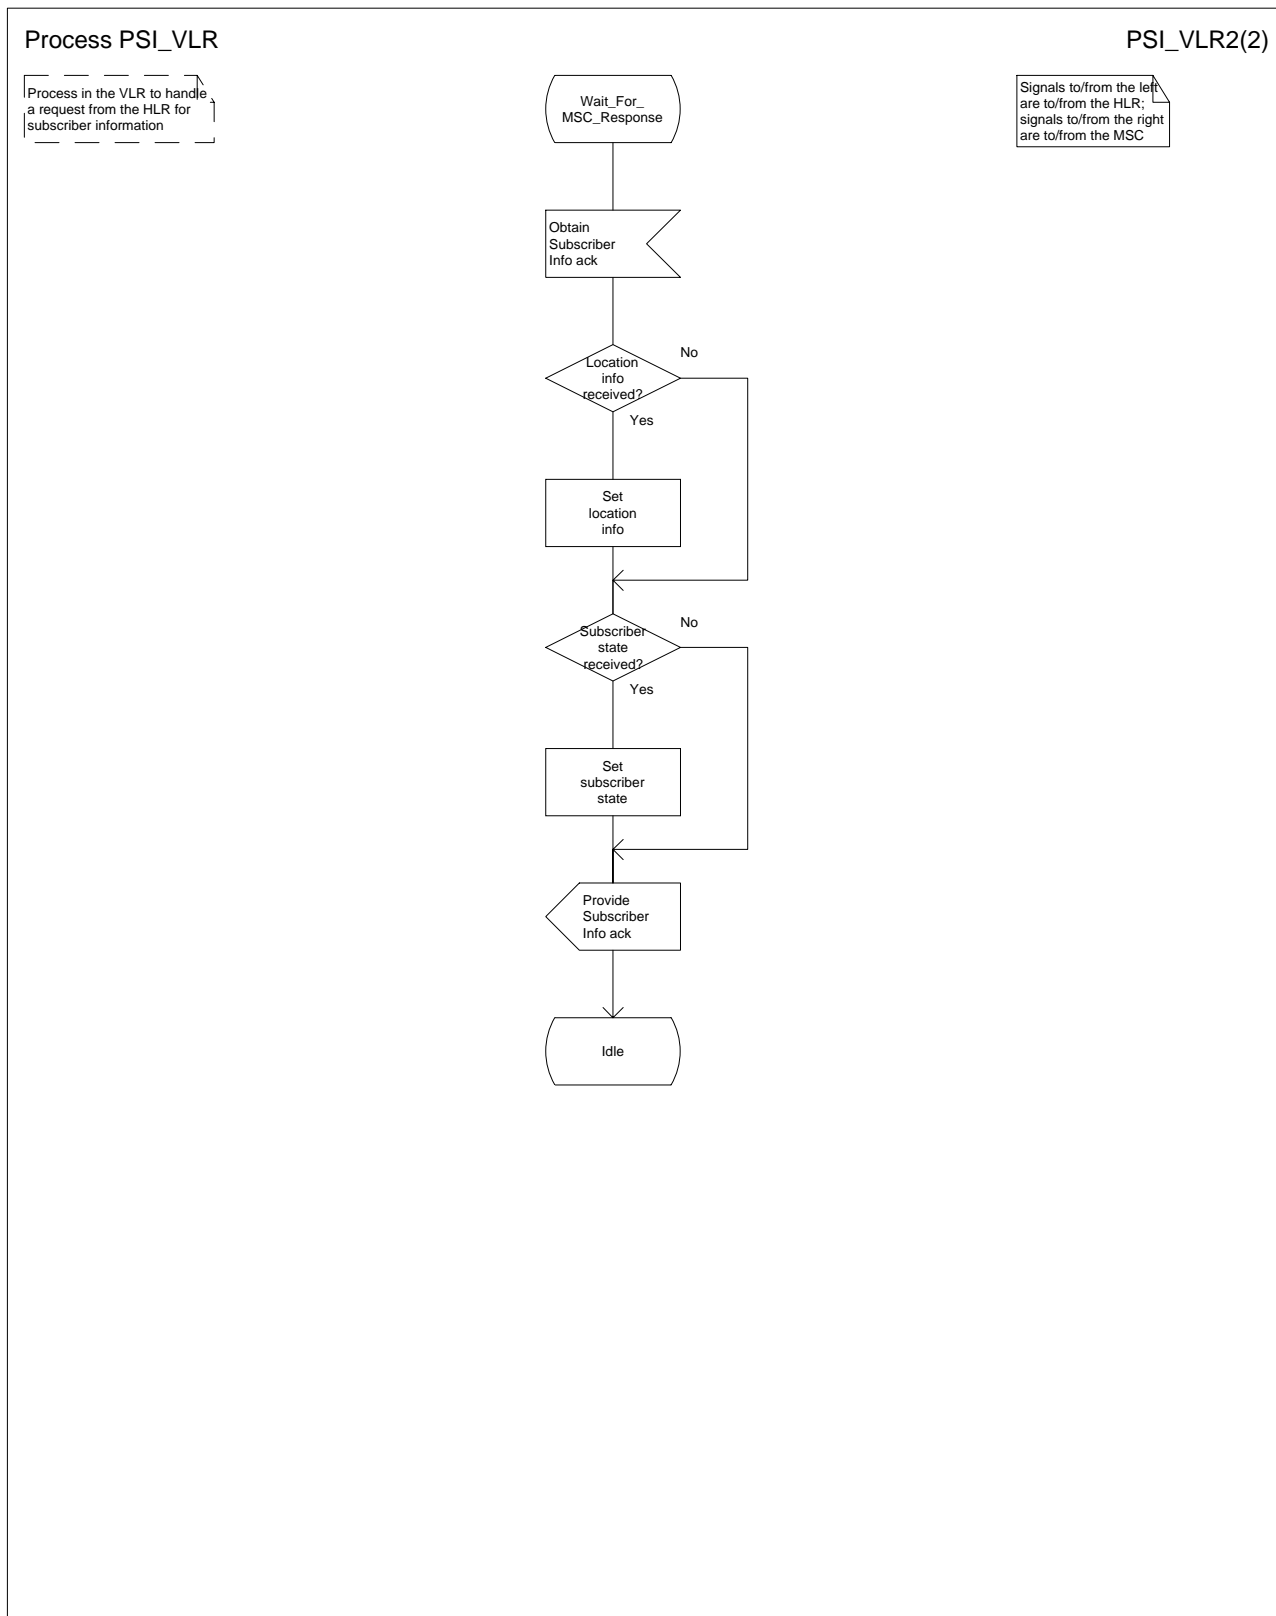 Process PSI_VLR
PSI_VLR2(2)
Process in the VLR to handle
a request from the HLR for
subscriber information
Signals to/from the left
are to/from the HLR;
signals to/from the right
are to/from the MSC
Wait_For_
MSC_Response
Obtain
Subscriber
Info ack
Location
info
received?
No
Yes
Set
location
info
Subscriber
state
received?
No
Yes
Set
subscriber
state
Provide
Subscriber
Info ack
Idle